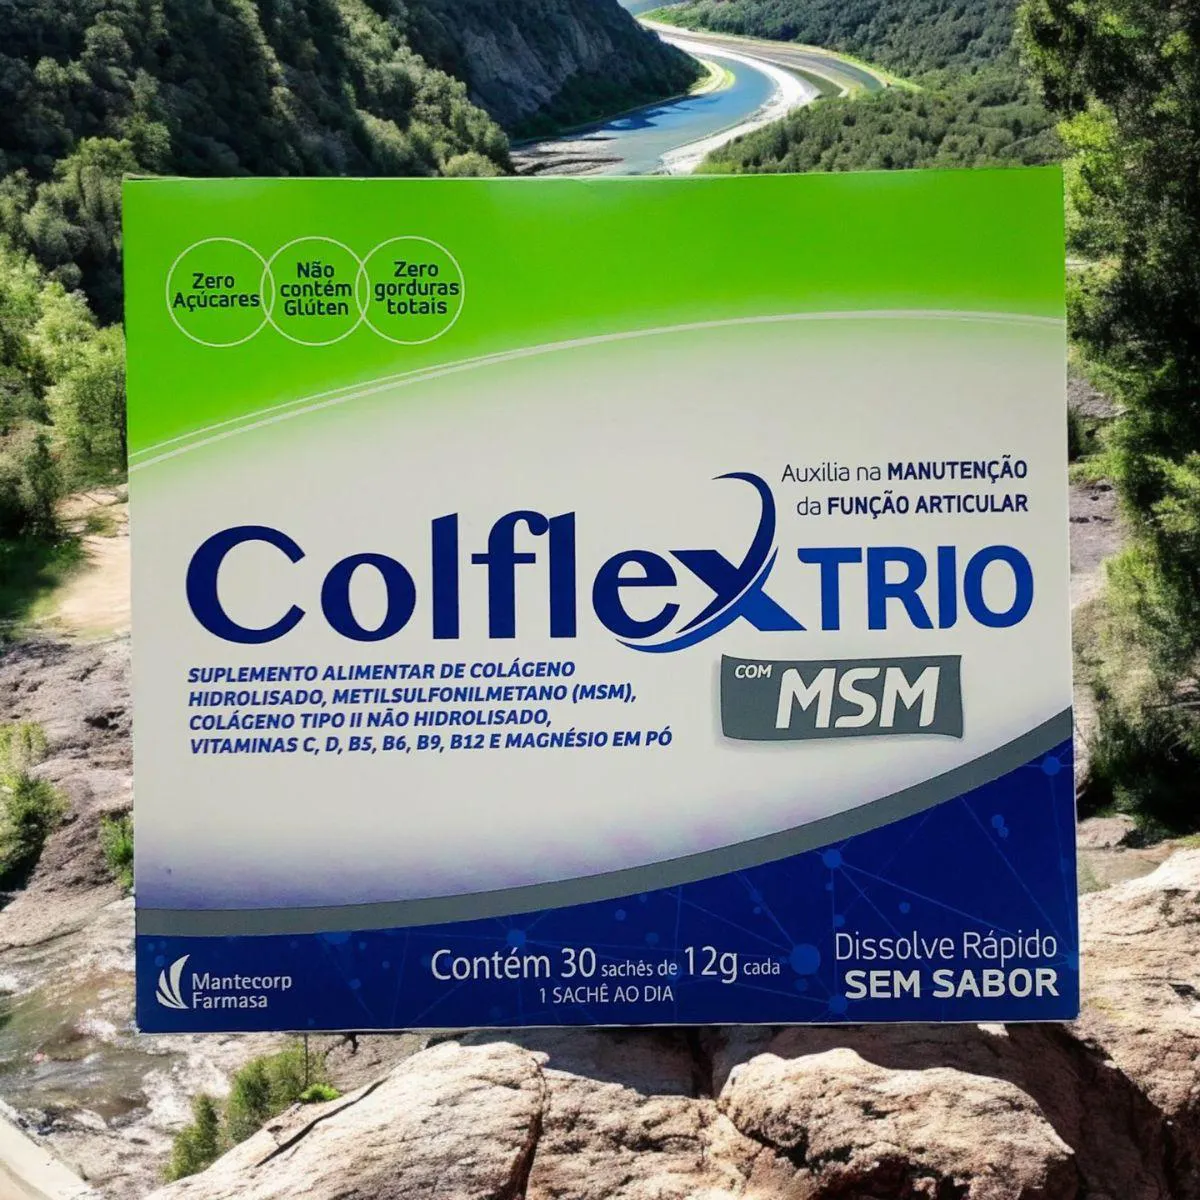 Zero
Açúcares
Não
contém
Glúten
Zero
gorduras
totais
Auxilia na MANUTENÇÃO
da FUNÇÃO ARTICULAR
Colflex TRIO
COM MSM
SUPLEMENTO ALIMENTAR DE COLÁGENO
HIDROLISADO, METILSULFONILMETANO (MSM),
COLÁGENO TIPO II NÃO HIDROLISADO,
VITAMINAS C, D, B5, B6, B9, B12 E MAGNÉSIO EM PÓ
Mantecorp
Farmasa
Contém 30 sachês de 12g cada
1 SACHÊ AO DIA
Dissolve Rápido
SEM SABOR